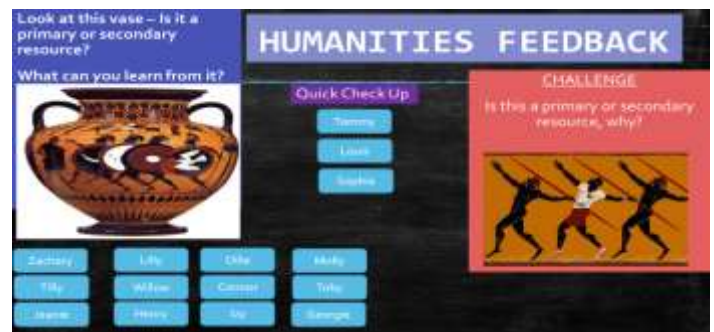 Look at this vase – Is it a
primary or secondary
resource?
What can you learn from it?
HUMANITIES FEEDBACK
Quick Check Up
Tommy
Louis
Sophie
CHALLENGE
Is this a primary or secondary
resource, why?
Zachary
Lilly
Ollie
Molly
Tilly
Willow
Connor
Toby
Jeanie
Henry
Ivy
Georgie